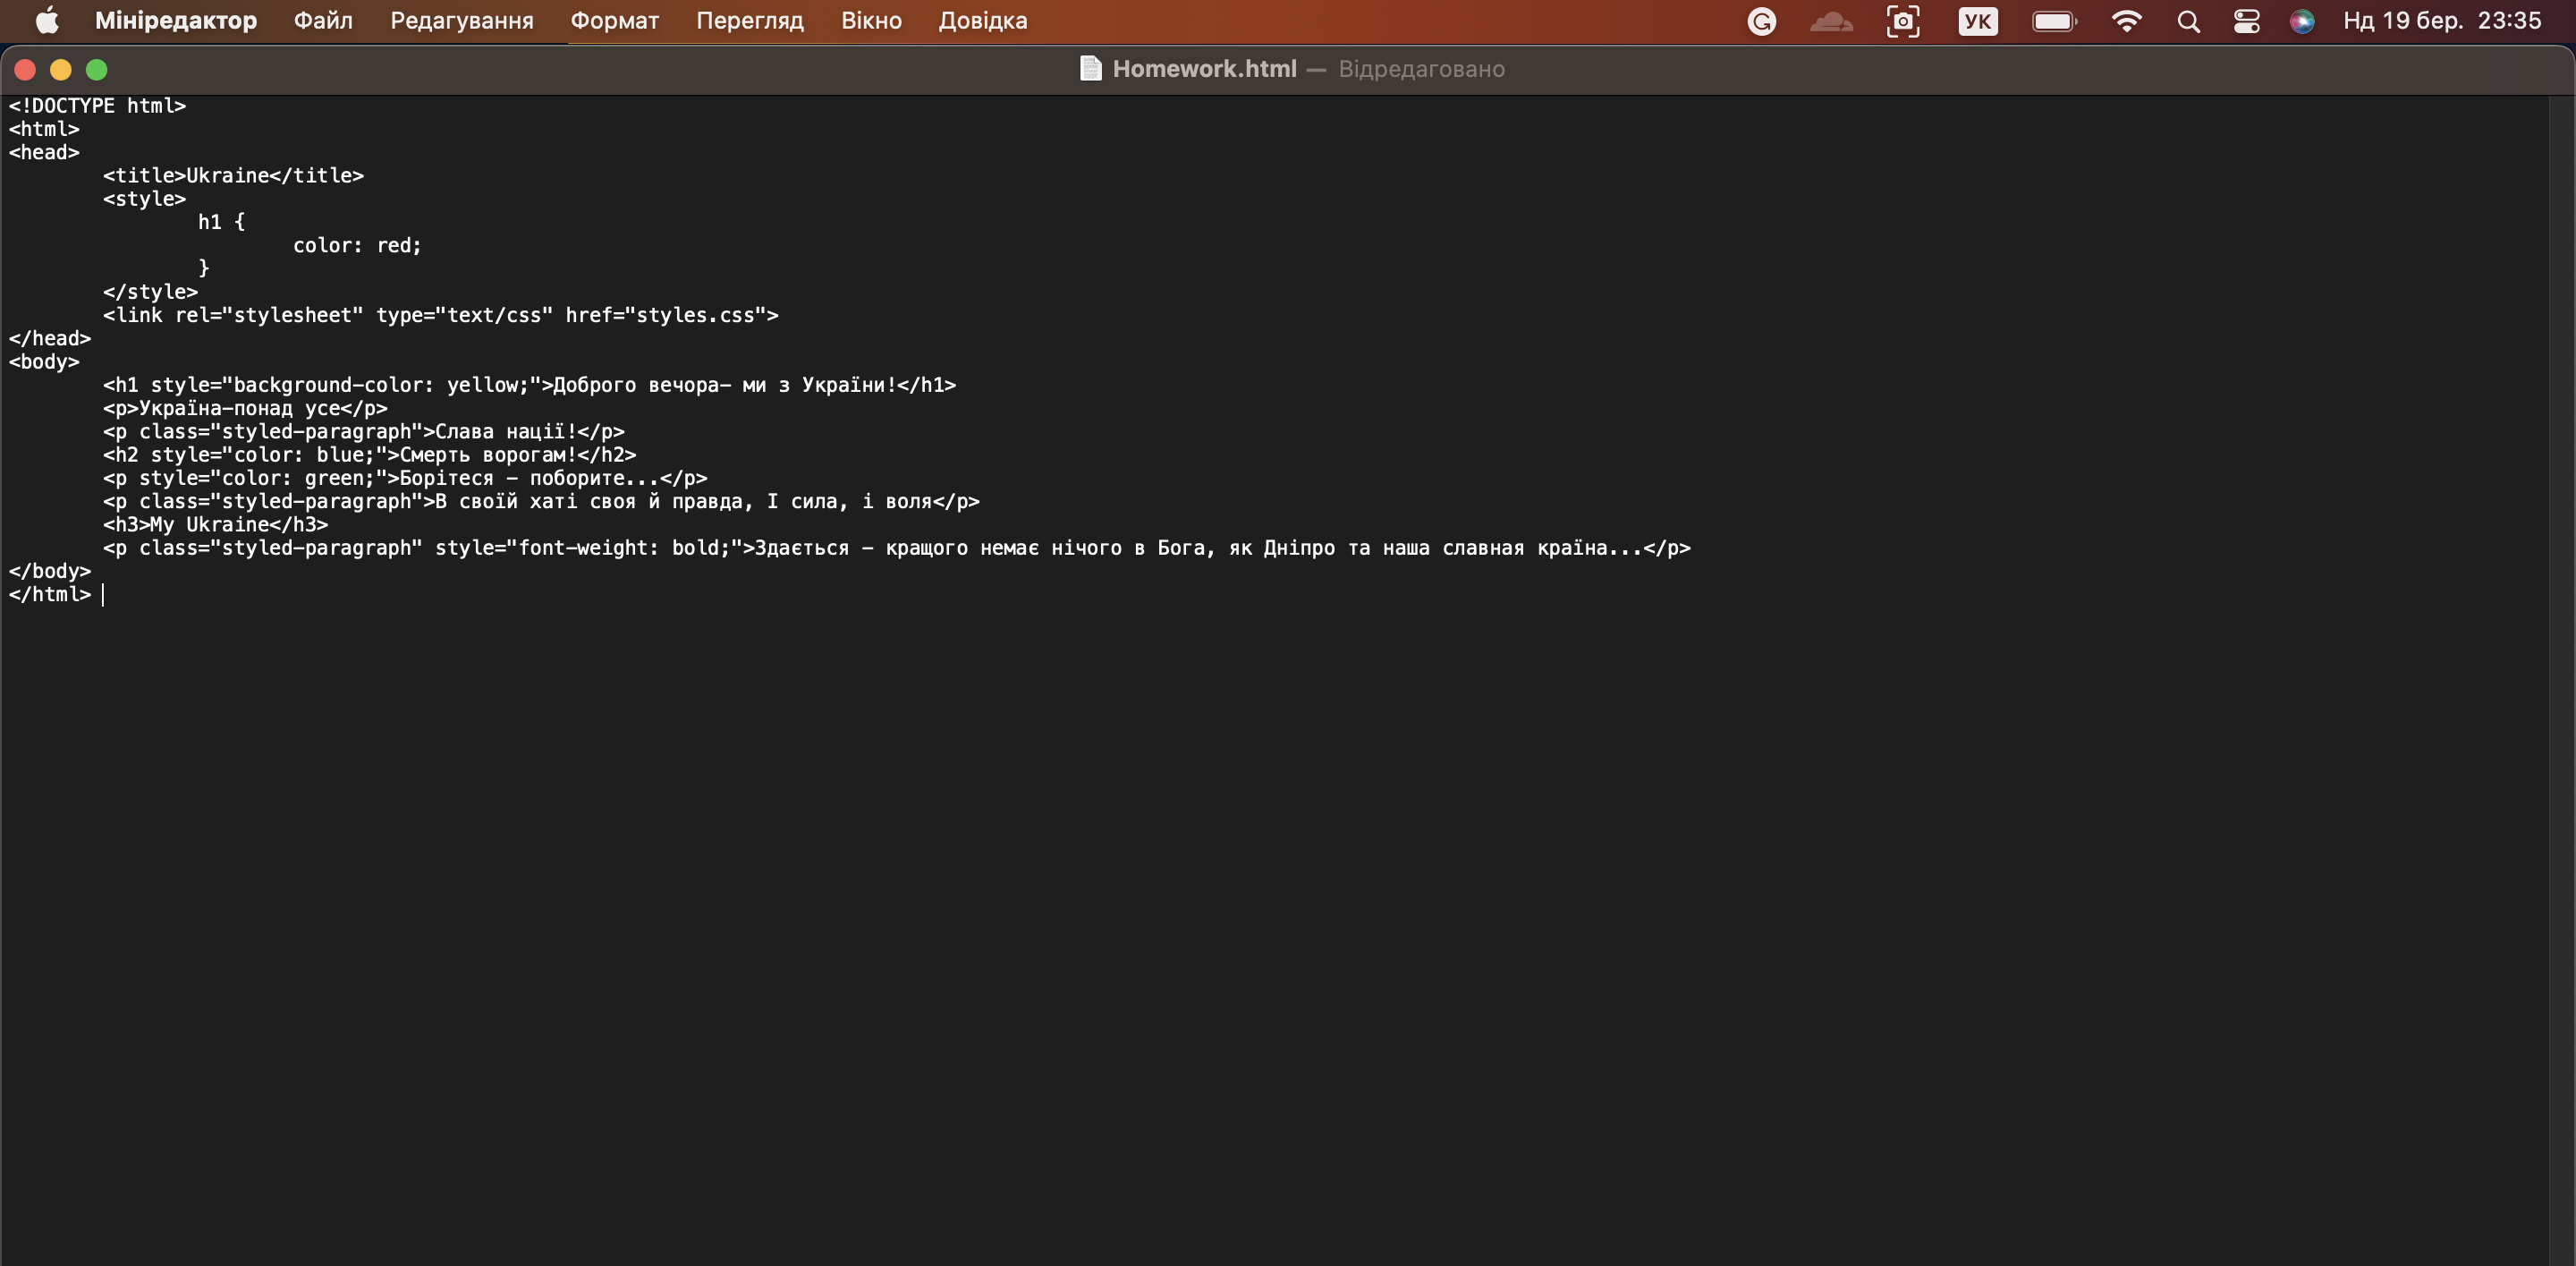 Мініредактор Файл Редагування Формат Перегляд Вікно Довідка УК Нд 19 бер. 23:35
Homework.html — Відредаговано
<!DOCTYPE html>
<html>
<head>
<title>Ukraine</title>
<style>
h1 {
color: red;
}
</style>
<link rel="stylesheet" type="text/css" href="styles.css">
</head>
<body>
<h1 style="background-color: yellow;">Доброго вечора- ми з України!</h1>
<p>Україна-понад усе</p>
<p class="styled-paragraph">Слава нації!</p>
<h2 style="color: blue;">Смерть ворогам!</h2>
<p style="color: green;">Борітеся - поборите...</p>
<p class="styled-paragraph">В своїй хаті своя й правда, І сила, і воля</p>
<h3>My Ukraine</h3>
<p class="styled-paragraph" style="font-weight: bold;">Здається - кращого немає нічого в Бога, як Дніпро та наша славная країна...</p>
</body>
</html>